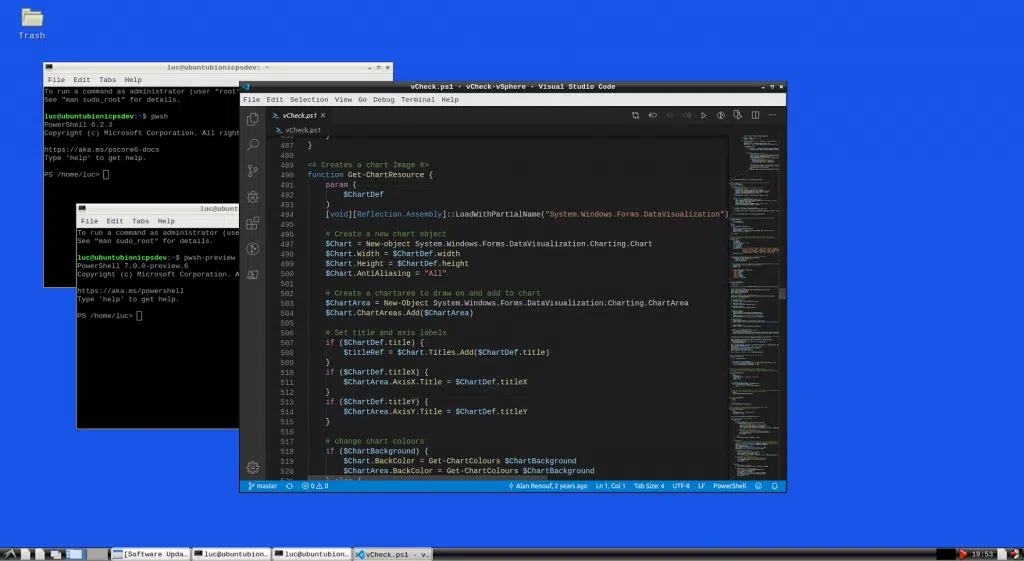 Trash
luc@ubuntubionicpsdev: ~
File Edit Tabs Help
To run a command as administrator (user "root"
See "man sudo_root" for details.
luc@ubuntubionicpsdev:~$ pwsh
PowerShell 6.2.3
Copyright (c) Microsoft Corporation. All right
https://aka.ms/pscore6-docs
Type 'help' to get help.
PS /home/luc>
luc@ubunt
File Edit Tabs Help
To run a command as administrator (use
See "man sudo_root" for details.
luc@ubuntubionicpsdev:~$ pwsh-preview
PowerShell 7.0.0-preview.6
Copyright (c) Microsoft Corporation. A
https://aka.ms/powershell
Type 'help' to get help.
PS /home/luc>
vCheck.ps1 - vCheck-vSphere - Visual Studio Code
File Edit Selection View Go Debug Terminal Help
vCheck.ps1
vCheck.ps1
487 }
488
489 <# Creates a chart Image #>
490 function Get-ChartResource {
491 param (
492 $ChartDef
493 )
494 [void][Reflection.Assembly]::LoadWithPartialName("System.Windows.Forms.DataVisualization")
495
496 # Create a new chart object
497 $Chart = New-object System.Windows.Forms.DataVisualization.Charting.Chart
498 $Chart.Width = $ChartDef.width
499 $Chart.Height = $ChartDef.height
500 $Chart.AntiAliasing = "All"
501
502 # Create a chartarea to draw on and add to chart
503 $ChartArea = New-Object System.Windows.Forms.DataVisualization.Charting.ChartArea
504 $Chart.ChartAreas.Add($ChartArea)
505
506 # Set title and axis labels
507 if ($ChartDef.title) {
508 $titleRef = $Chart.Titles.Add($ChartDef.title)
509 }
510 if ($ChartDef.titleX) {
511 $ChartArea.AxisX.Title = $ChartDef.titleX
512 }
513 if ($ChartDef.titleY) {
514 $ChartArea.AxisY.Title = $ChartDef.titleY
515 }
516
517 # change chart colours
518 if ($ChartBackground) {
519 $Chart.BackColor = Get-ChartColours $ChartBackground
520 $ChartArea.BackColor = Get-ChartColours $ChartBackground
master 0 0 Alan Renouf, 2 years ago Ln 1, Col 1 Tab Size: 4 UTF-8 LF PowerShell
[Software Upda... luc@ubuntubion... luc@ubuntubion... vCheck.ps1 - v... 19:53